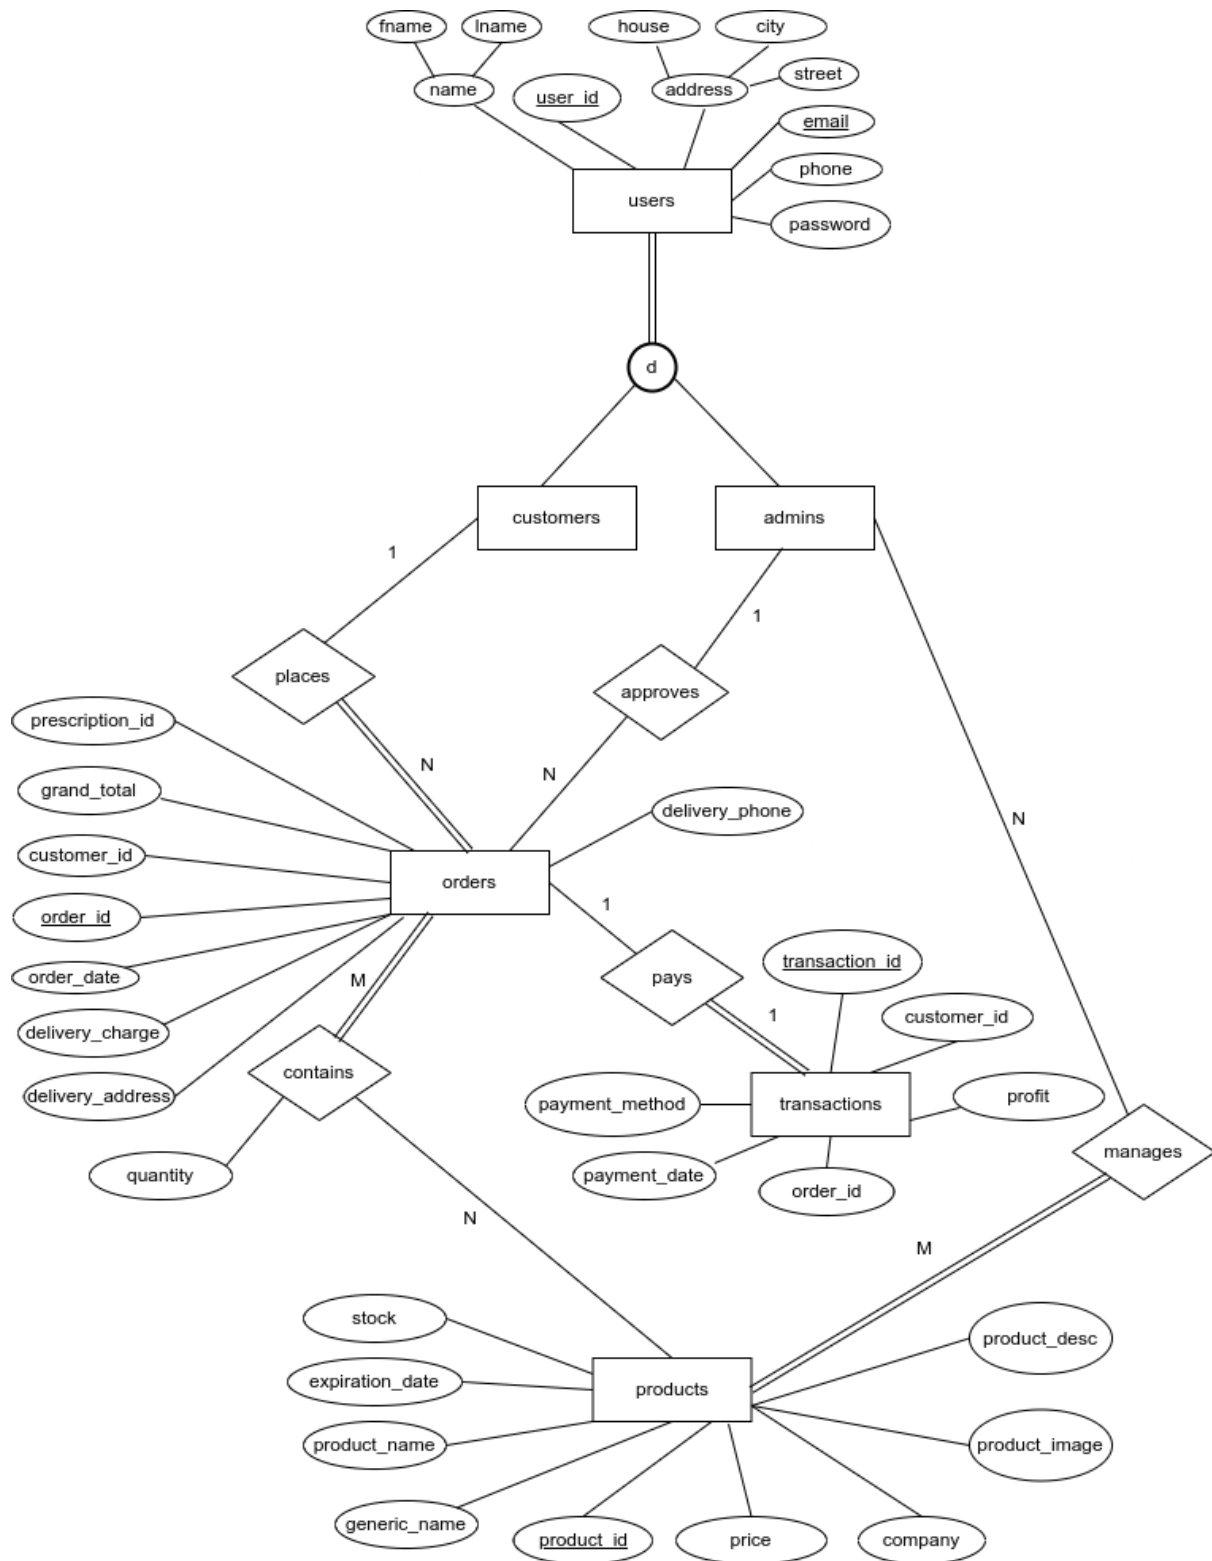 fname
lname
house
city
name
user_id
address
street
email
phone
users
password
d
customers
admins
1
1
places
approves
prescription_id
N
N
grand_total
delivery_phone
N
customer_id
orders
order_id
1
order_date
M
pays
transaction_id
delivery_charge
1
customer_id
contains
delivery_address
payment_method
transactions
profit
quantity
payment_date
order_id
manages
N
M
stock
product_desc
expiration_date
products
product_name
product_image
generic_name
product_id
price
company